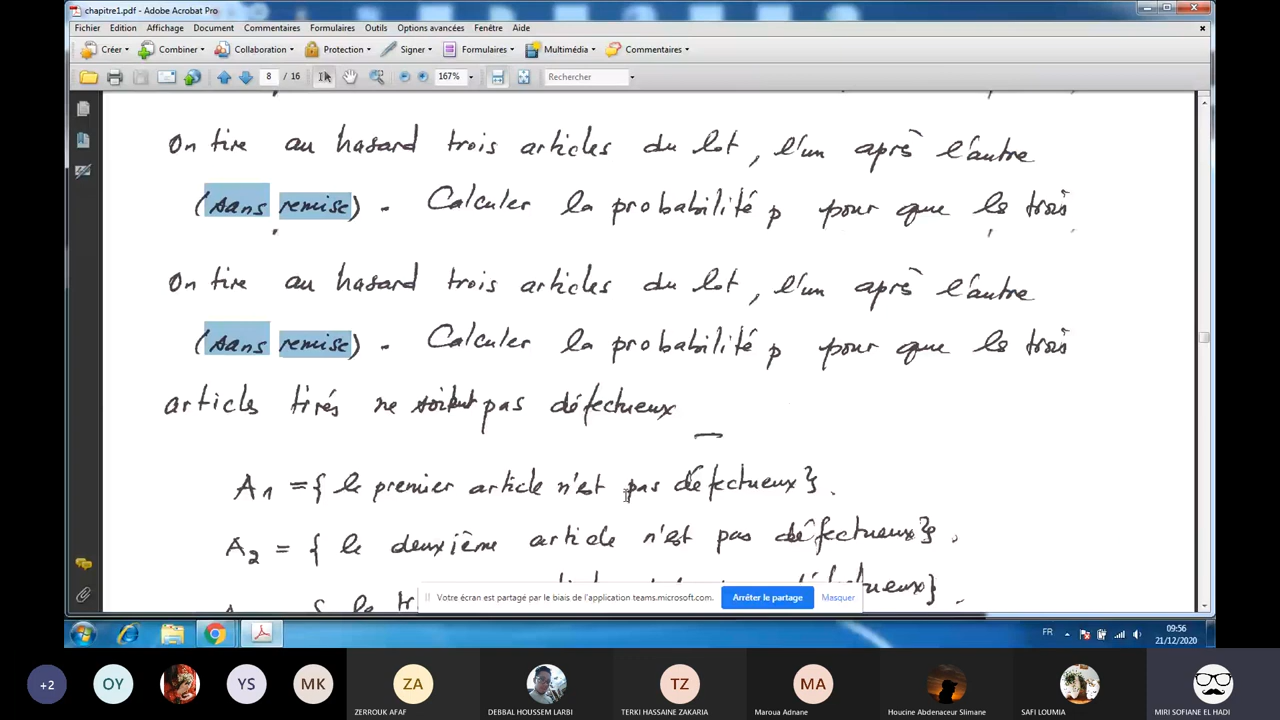 chapitre1.pdf - Adobe Acrobat Pro
Fichier Edition Affichage Document Commentaires Formulaires Outils Options avancées Fenêtre Aide
Créer Combiner Collaboration Protection Signer Formulaires Multimédia Commentaires
8 / 16 167% Rechercher
On tire au hasard trois articles du lot, l'un après l'autre
(sans remise). Calculer la probabilité p pour que les trois
On tire au hasard trois articles du lot, l'un après l'autre
(sans remise). Calculer la probabilité p pour que les trois
articles tirés ne soient pas défectueux
A1 = { le premier article n'est pas défectueux}.
A2 = { le deuxième article n'est pas défectueux}.
Votre écran est partagé par le biais de l'application teams.microsoft.com. Arrêter le partage Masquer
FR 09:56
21/12/2020
+2 OY YS MK ZA TZ MA
ZERROUK AFAF DEBBAL HOUSSEM LARBI TERKI HASSAINE ZAKARIA Maroua Adnane Houcine Abdenaceur Slimane SAFI LOUMIA MIRI SOFIANE EL HADI